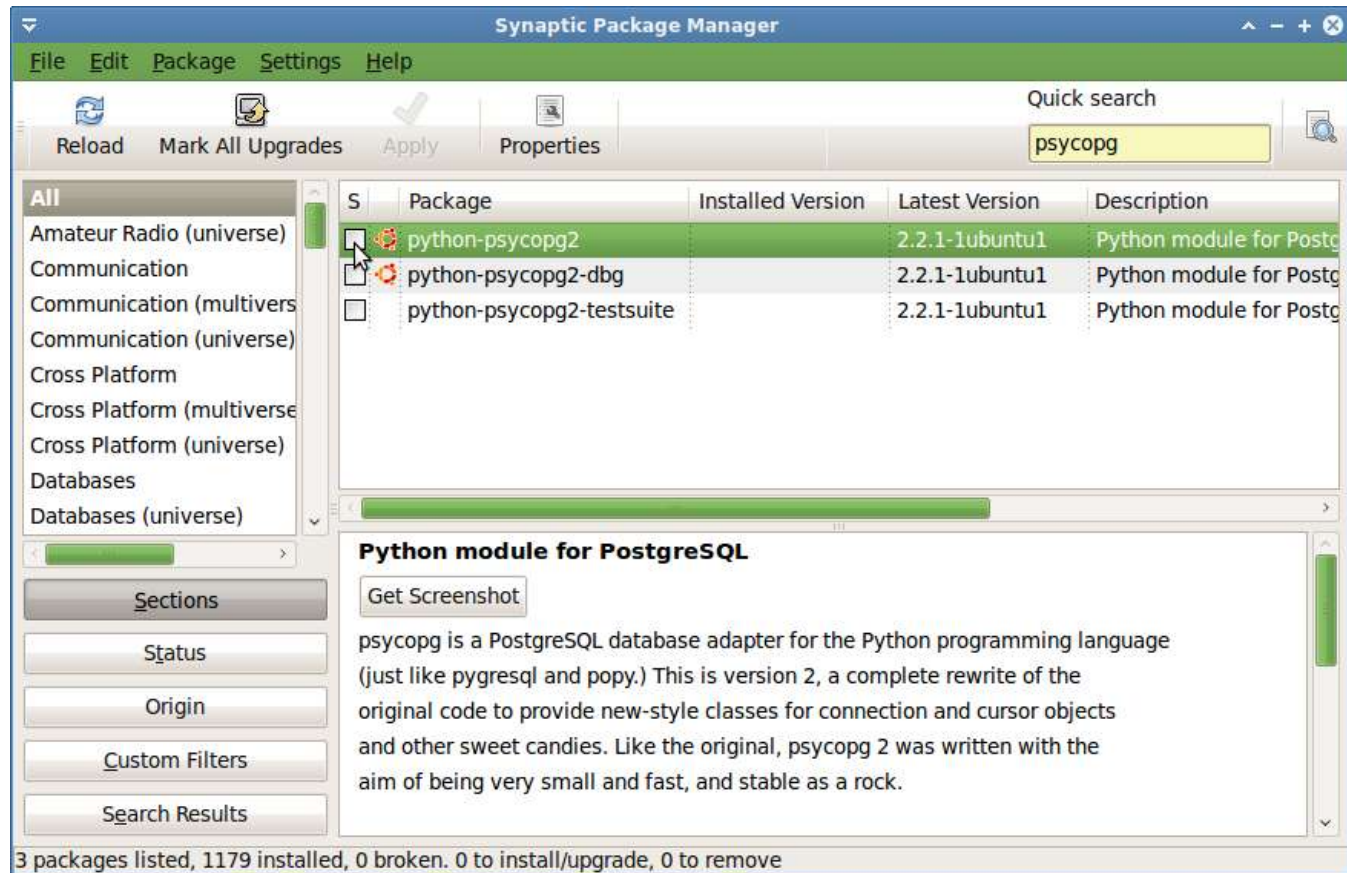 Synaptic Package Manager
File Edit Package Settings Help
Reload Mark All Upgrades Apply Properties
Quick search
psycopg
All
Amateur Radio (universe)
Communication
Communication (multivers
Communication (universe)
Cross Platform
Cross Platform (multiverse
Cross Platform (universe)
Databases
Databases (universe)
Sections
Status
Origin
Custom Filters
Search Results
S Package Installed Version Latest Version Description
python-psycopg2 2.2.1-1ubuntu1 Python module for Postg
python-psycopg2-dbg 2.2.1-1ubuntu1 Python module for Postg
python-psycopg2-testsuite 2.2.1-1ubuntu1 Python module for Postg
Python module for PostgreSQL
Get Screenshot
psycopg is a PostgreSQL database adapter for the Python programming language
(just like pygresql and popy.) This is version 2, a complete rewrite of the
original code to provide new-style classes for connection and cursor objects
and other sweet candies. Like the original, psycopg 2 was written with the
aim of being very small and fast, and stable as a rock.
3 packages listed, 1179 installed, 0 broken. 0 to install/upgrade, 0 to remove